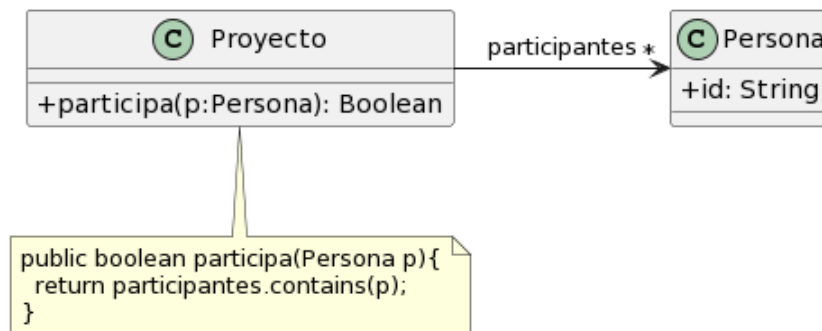 C Proyecto
+participa(p:Persona): Boolean
participantes *
C Persona
+id: String
public boolean participa(Persona p){
return participantes.contains(p);
}